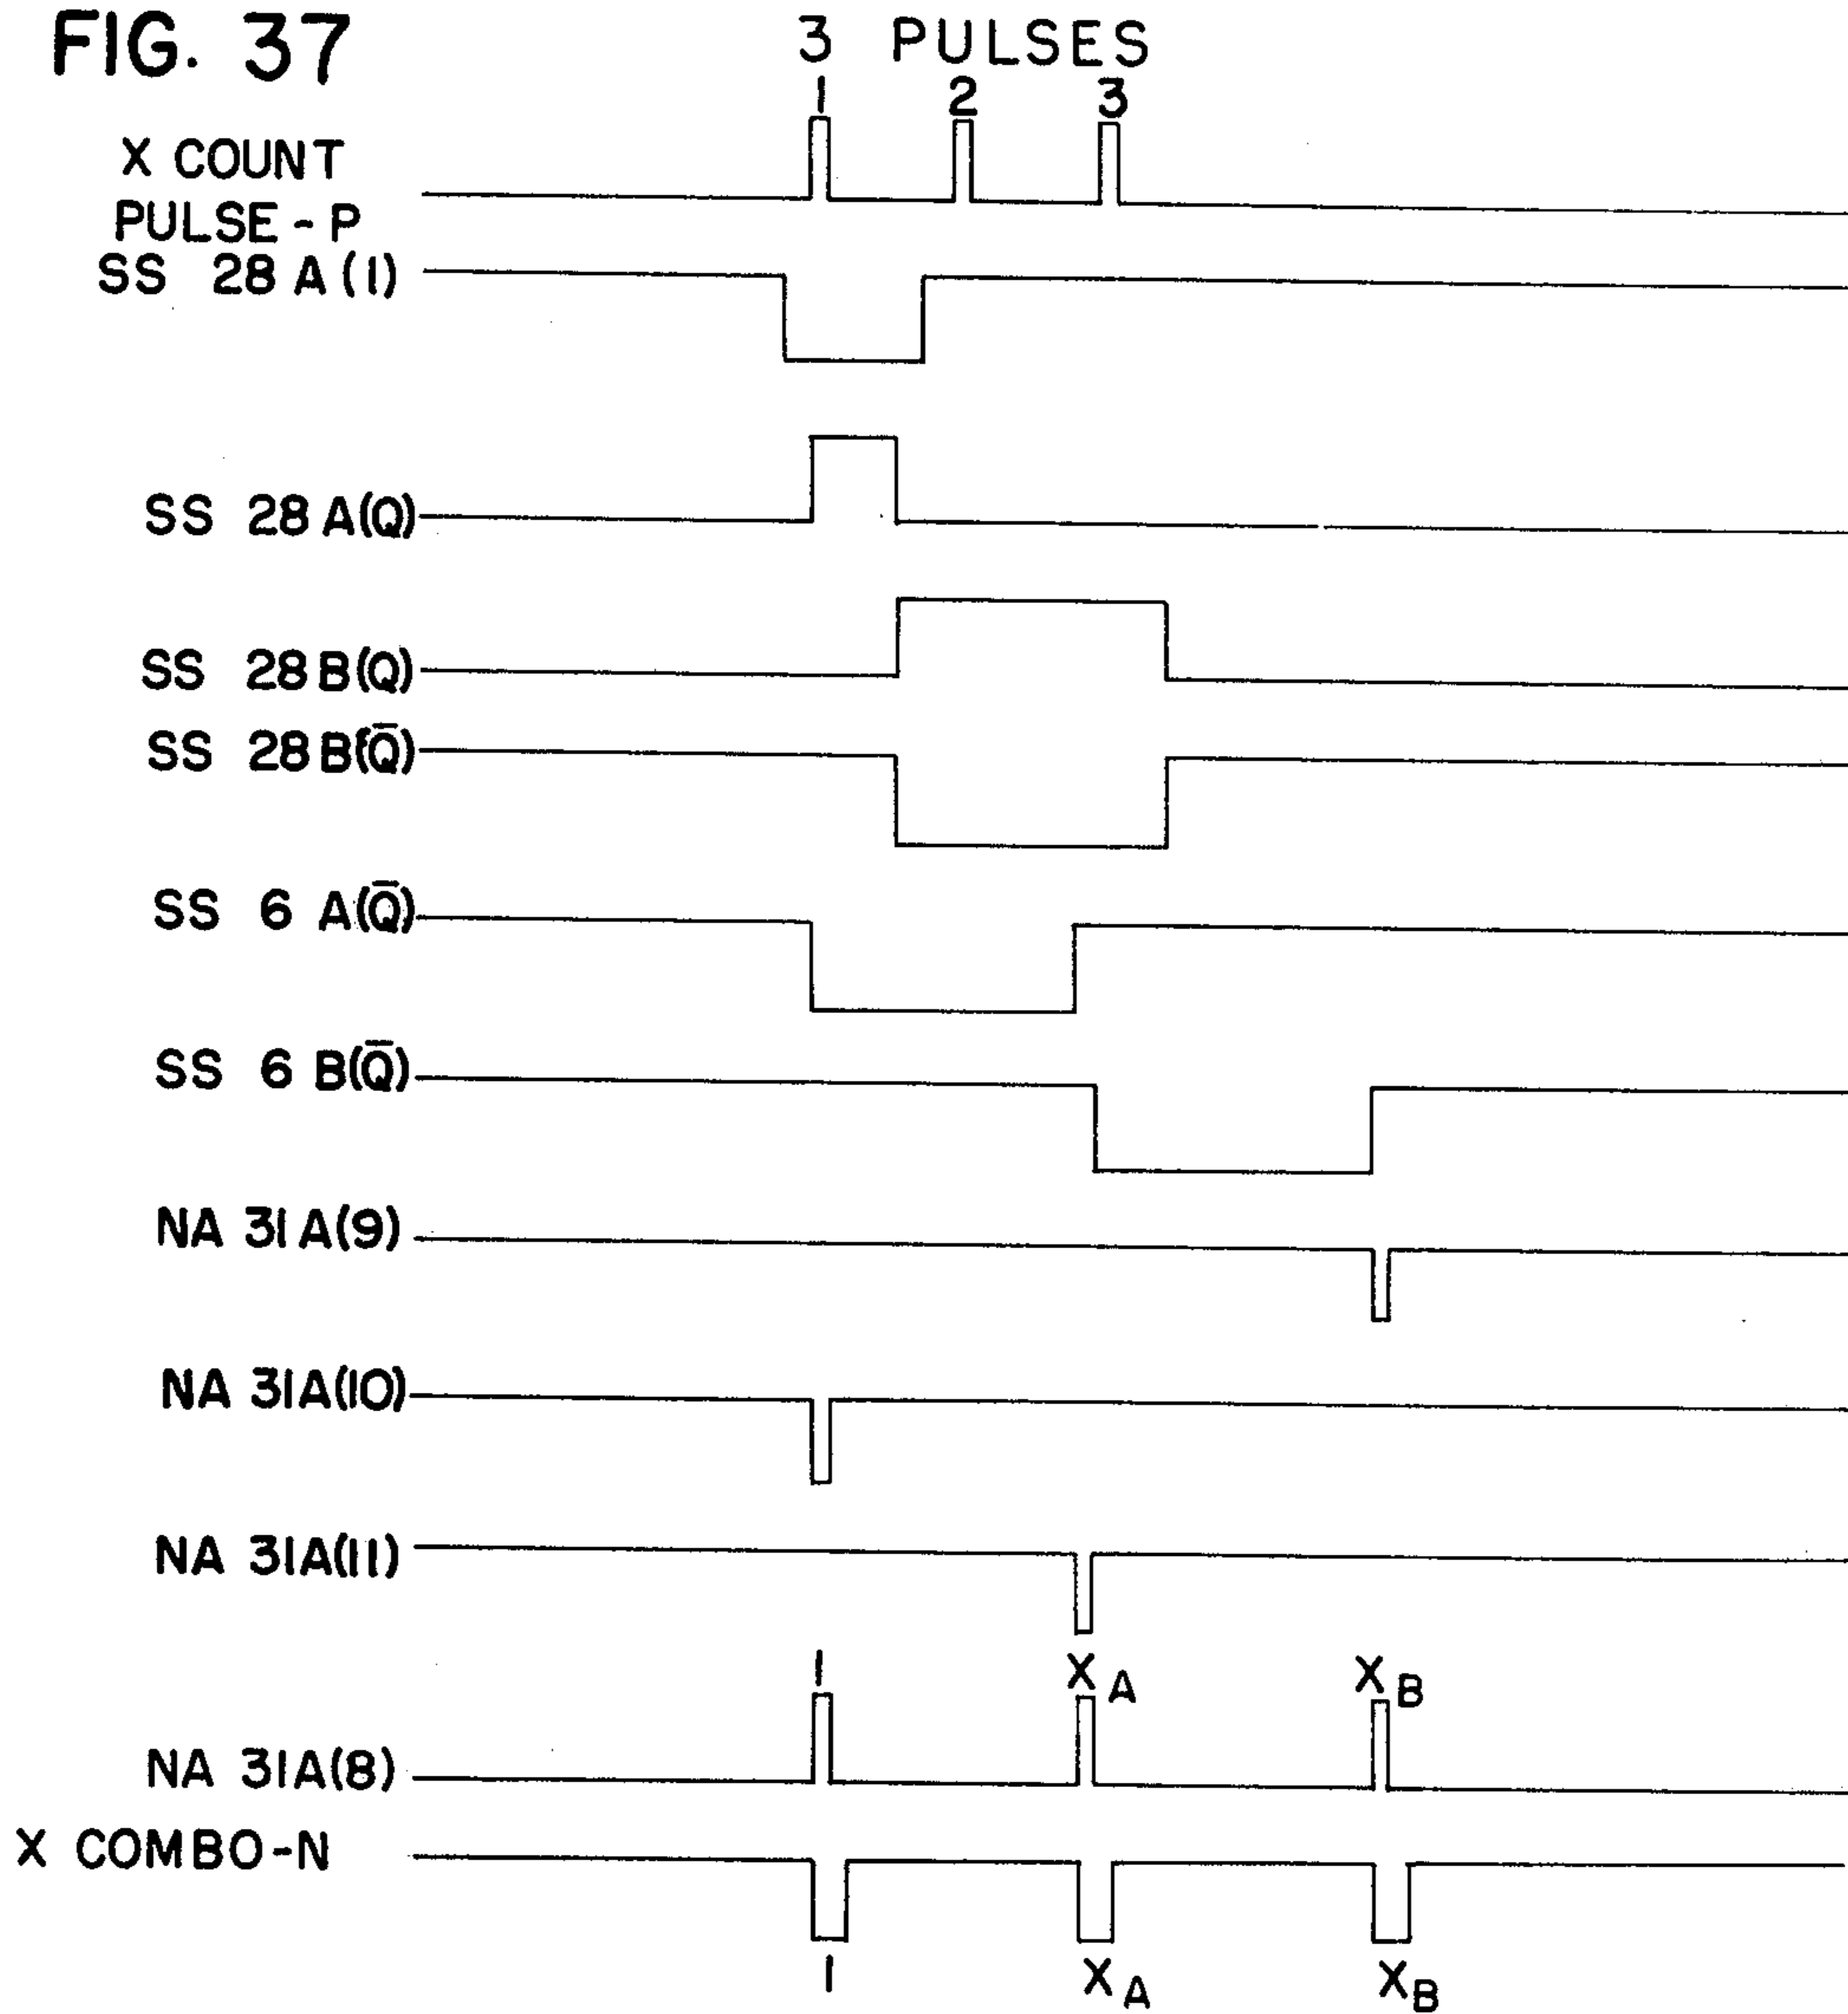 FIG. 37
3 PULSES
1 2 3
X COUNT
PULSE - P
SS 28 A (1)
SS 28 A(Q)
SS 28 B(Q)
SS 28 B(Q̅)
SS 6 A(Q̅)
SS 6 B(Q̅)
NA 31 A(9)
NA 31A(10)
NA 31A(11)
1 XA XB
NA 31A(8)
X COMBO-N
1 XA XB